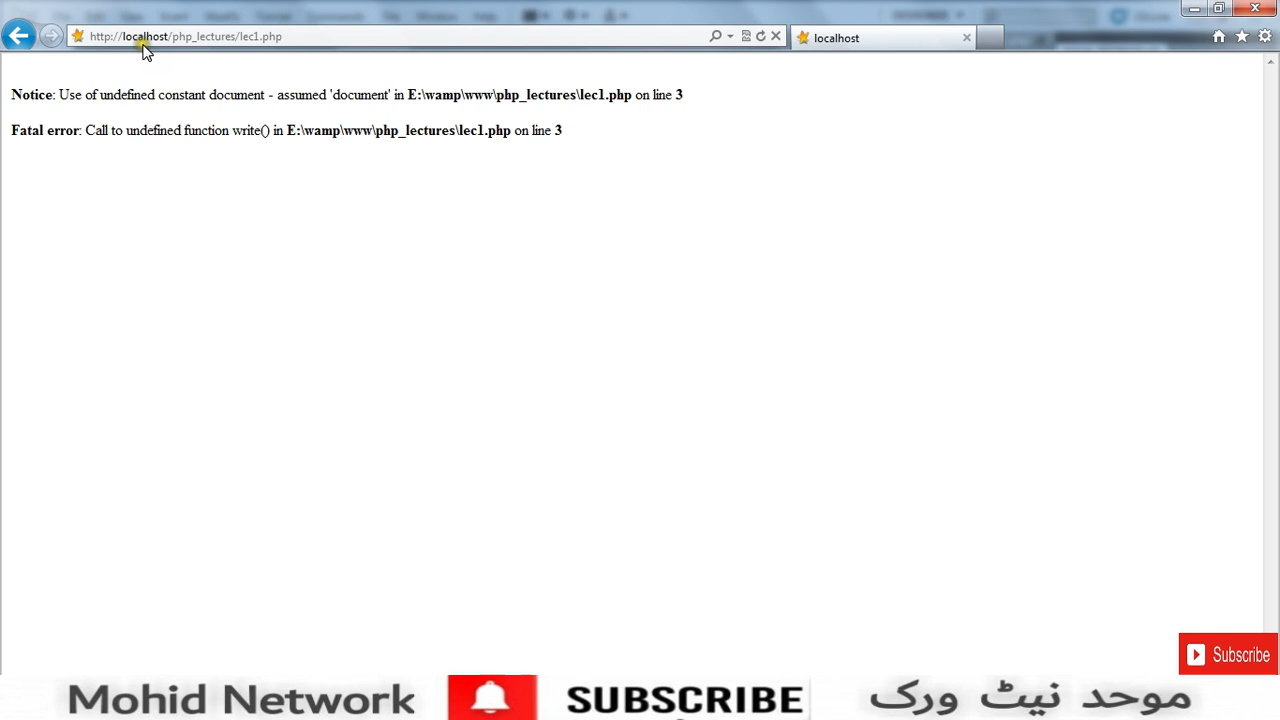 http://localhost/php_lectures/lec1.php
localhost
Notice: Use of undefined constant document - assumed 'document' in E:\wamp\www\php_lectures\lec1.php on line 3
Fatal error: Call to undefined function write() in E:\wamp\www\php_lectures\lec1.php on line 3
Subscribe
Mohid Network
SUBSCRIBE
موحد نیٹ ورک